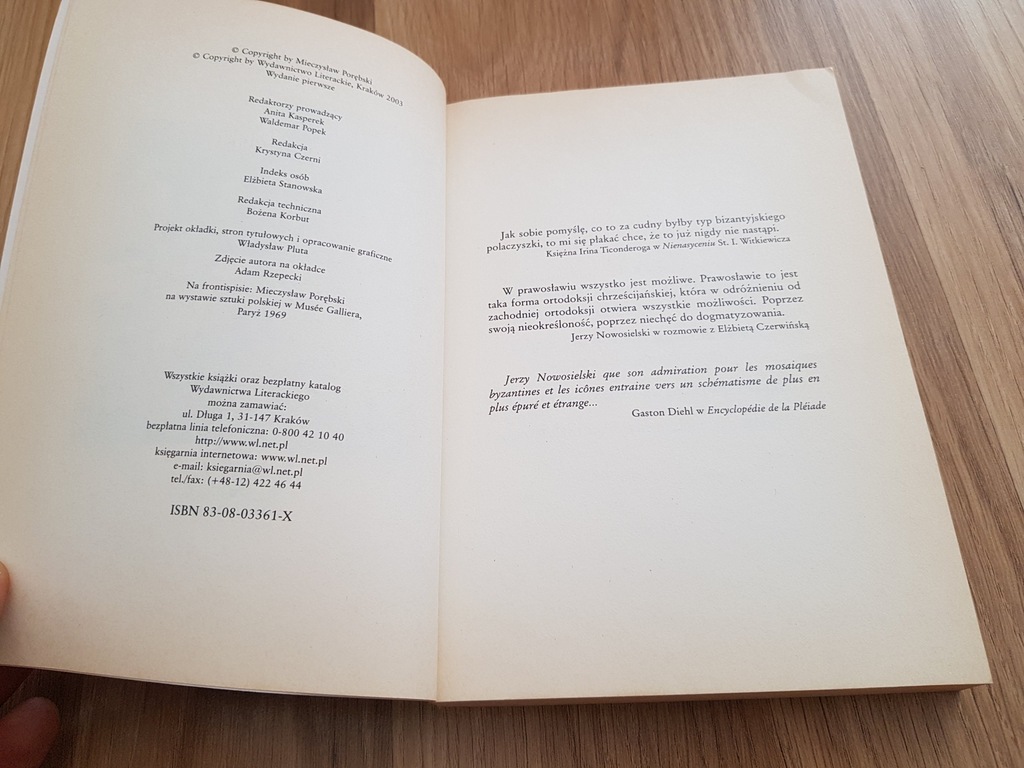 © Copyright by Mieczysław Porębski
© Copyright by Wydawnictwo Literackie, Kraków 2003
Wydanie pierwsze
Redaktorzy prowadzący
Anita Kasperek
Waldemar Popek
Redakcja
Krystyna Czerni
Indeks osób
Elżbieta Stanowska
Redakcja techniczna
Bożena Korbut
Projekt okładki, stron tytułowych i opracowanie graficzne
Władysław Pluta
Zdjęcie autora na okładce
Adam Rzepecki
Na frontispisie: Mieczysław Porębski
na wystawie sztuki polskiej w Musée Galliera,
Paryż 1969
Wszystkie książki oraz bezpłatny katalog
Wydawnictwa Literackiego
można zamawiać:
ul. Długa 1, 31-147 Kraków
bezpłatna linia telefoniczna: 0-800 42 10 40
http://www.wl.net.pl
księgarnia internetowa: www.wl.net.pl
e-mail: ksiegarnia@wl.net.pl
tel./fax: (+48-12) 422 46 44
ISBN 83-08-03361-X
Jak sobie pomyślę, co to za cudny byłby typ bizantyjskiego
polaczyszki, to mi się płakać chce, że to już nigdy nie nastąpi.
Księżna Irina Ticonderoga w Nienasyceniu St. I. Witkiewicza
W prawosławiu wszystko jest możliwe. Prawosławie to jest
taka forma ortodoksji chrześcijańskiej, która w odróżnieniu od
zachodniej ortodoksji otwiera wszystkie możliwości. Poprzez
swoją nieokreśloność, poprzez niechęć do dogmatyzowania.
Jerzy Nowosielski w rozmowie z Elżbietą Czerwińską
Jerzy Nowosielski que son admiration pour les mosaiques
byzantines et les icônes entraine vers un schématisme de plus en
plus épuré et étrange...
Gaston Diehl w Encyclopédie de la Pléiade